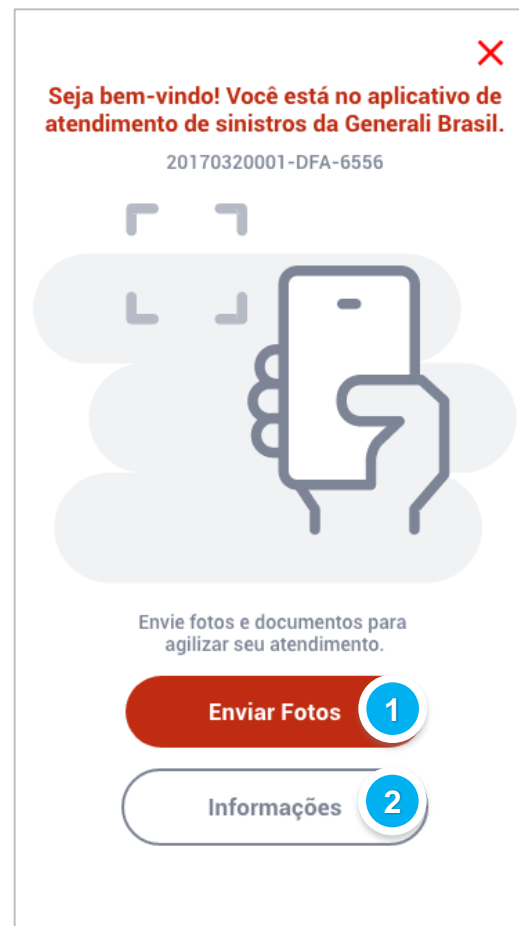 Seja bem-vindo! Você está no aplicativo de
atendimento de sinistros da Generali Brasil.
20170320001-DFA-6556
Envie fotos e documentos para
agilizar seu atendimento.
Enviar Fotos 1
Informações 2